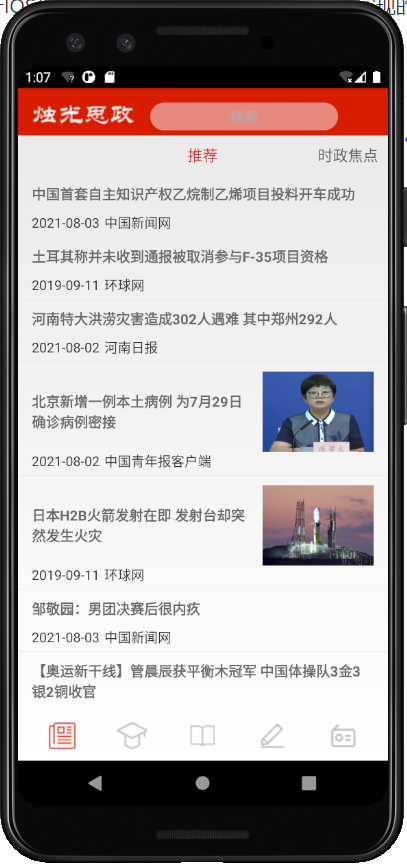 1:07
烛光思政
搜索
推荐
时政焦点
中国首套自主知识产权乙烷制乙烯项目投料开车成功
2021-08-03 中国新闻网
土耳其称并未收到通报被取消参与F-35项目资格
2019-09-11 环球网
河南特大洪涝灾害造成302人遇难 其中郑州292人
2021-08-02 河南日报
北京新增一例本土病例 为7月29日
确诊病例密接
2021-08-02 中国青年报客户端
日本H2B火箭发射在即 发射台却突
然发生火灾
2019-09-11 环球网
邹敬园：男团决赛后很内疚
2021-08-03 中国新闻网
【奥运新干线】管晨辰获平衡木冠军 中国体操队3金3
银2铜收官